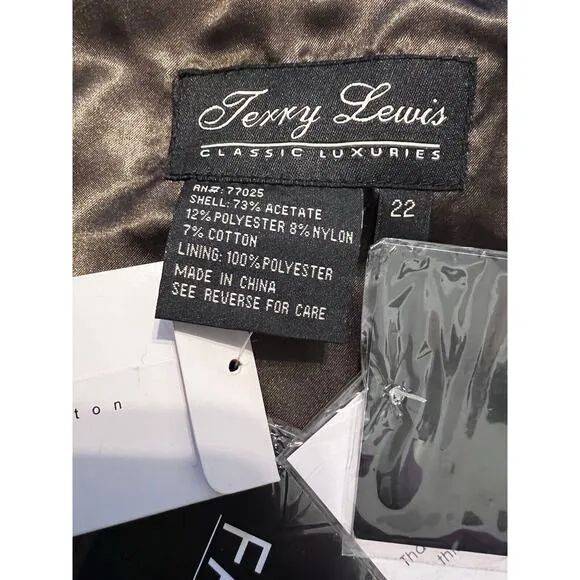 Terry Lewis
CLASSIC LUXURIES
RN#: 77025
SHELL: 73% ACETATE
12% POLYESTER 8% NYLON
7% COTTON
LINING: 100% POLYESTER
MADE IN CHINA
SEE REVERSE FOR CARE
22
ton
FA